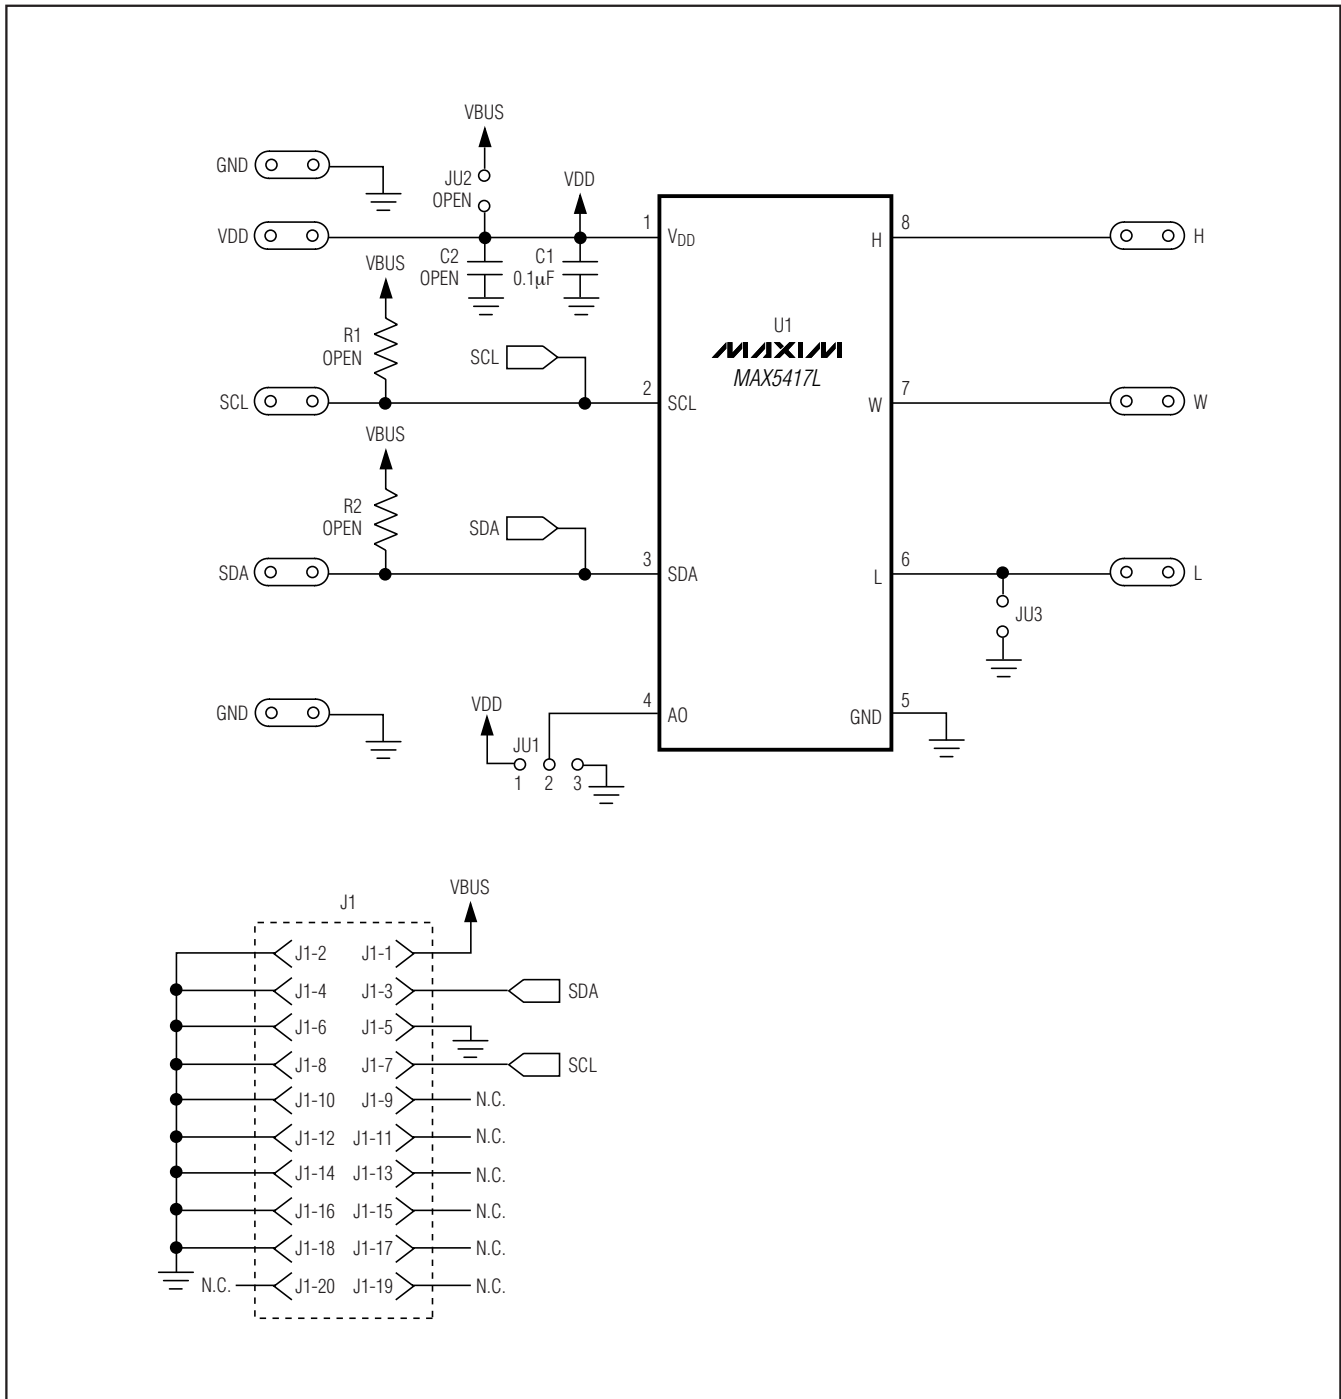 VBUS
GND
JU2
OPEN
VDD
VDD
1
VDD
8
H
H
VBUS
C2
OPEN
C1
0.1µF
R1
OPEN
SCL
U1
MAXIM
MAX5417L
SCL
2
SCL
7
W
W
VBUS
R2
OPEN
SDA
SDA
3
SDA
6
L
L
JU3
GND
VDD
4
A0
5
GND
JU1
1 2 3
J1
VBUS
J1-2 J1-1
J1-4 J1-3 SDA
J1-6 J1-5
J1-8 J1-7 SCL
J1-10 J1-9 N.C.
J1-12 J1-11 N.C.
J1-14 J1-13 N.C.
J1-16 J1-15 N.C.
J1-18 J1-17 N.C.
N.C. J1-20 J1-19 N.C.